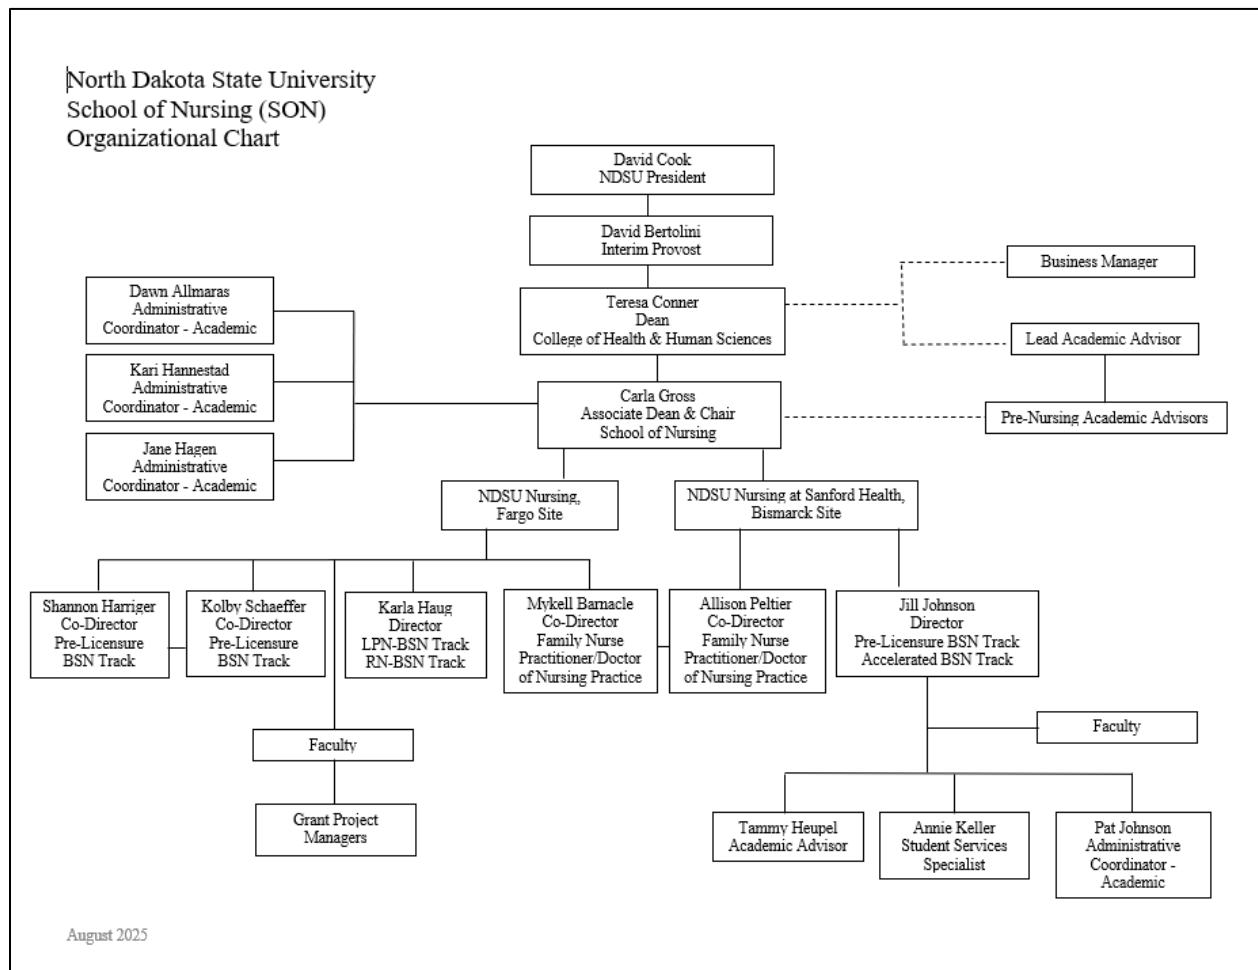 North Dakota State University
School of Nursing (SON)
Organizational Chart
David Cook
NDSU President
David Bertolini
Interim Provost
Business Manager
Dawn Allmaras
Administrative
Coordinator - Academic
Teresa Conner
Dean
College of Health & Human Sciences
Lead Academic Advisor
Kari Hannestad
Administrative
Coordinator - Academic
Carla Gross
Associate Dean & Chair
School of Nursing
Pre-Nursing Academic Advisors
Jane Hagen
Administrative
Coordinator - Academic
NDSU Nursing,
Fargo Site
NDSU Nursing at Sanford Health,
Bismarck Site
Shannon Harriger
Co-Director
Pre-Licensure
BSN Track
Kolby Schaeffer
Co-Director
Pre-Licensure
BSN Track
Karla Haug
Director
LPN-BSN Track
RN-BSN Track
Mykell Barnacle
Co-Director
Family Nurse
Practitioner/Doctor
of Nursing Practice
Allison Peltier
Co-Director
Family Nurse
Practitioner/Doctor
of Nursing Practice
Jill Johnson
Director
Pre-Licensure BSN Track
Accelerated BSN Track
Faculty
Faculty
Grant Project
Managers
Tammy Heupel
Academic Advisor
Annie Keller
Student Services
Specialist
Pat Johnson
Administrative
Coordinator -
Academic
August 2025